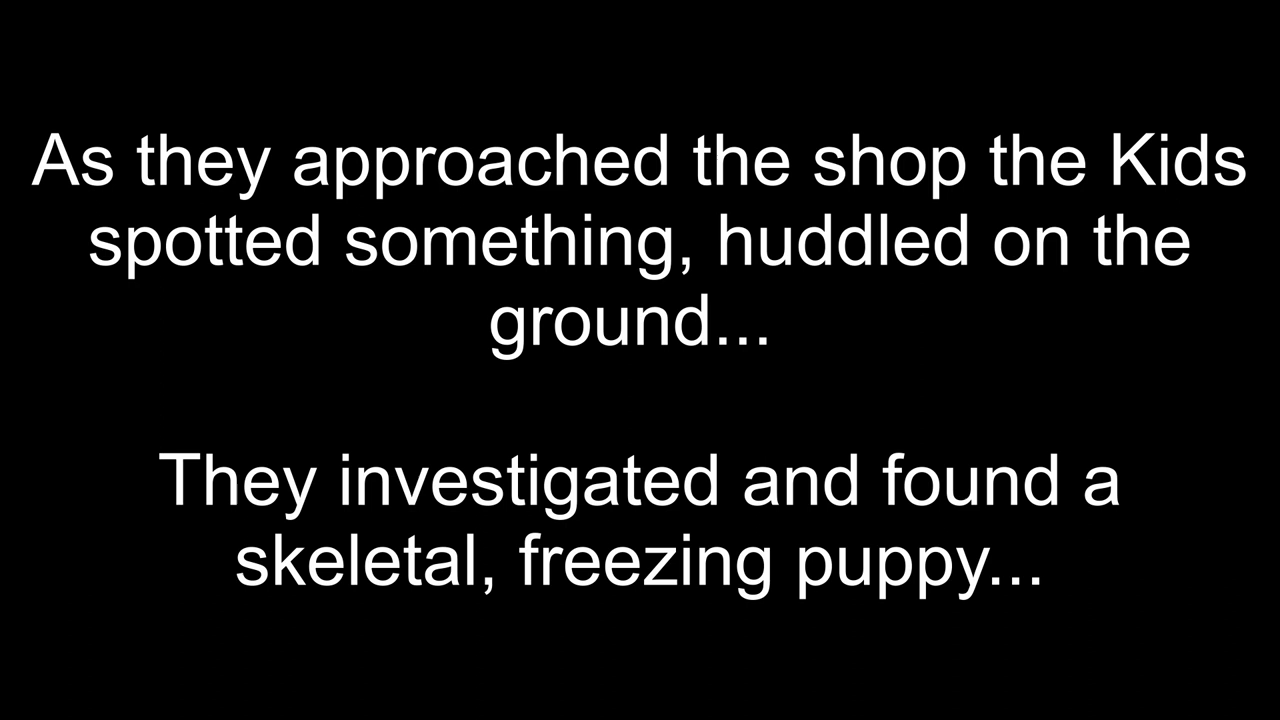 As they approached the shop the Kids
spotted something, huddled on the
ground...
They investigated and found a
skeletal, freezing puppy...